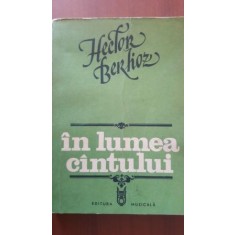 Hector
Berlioz
în lumea
cîntului
EDITURA MUZICALĂ